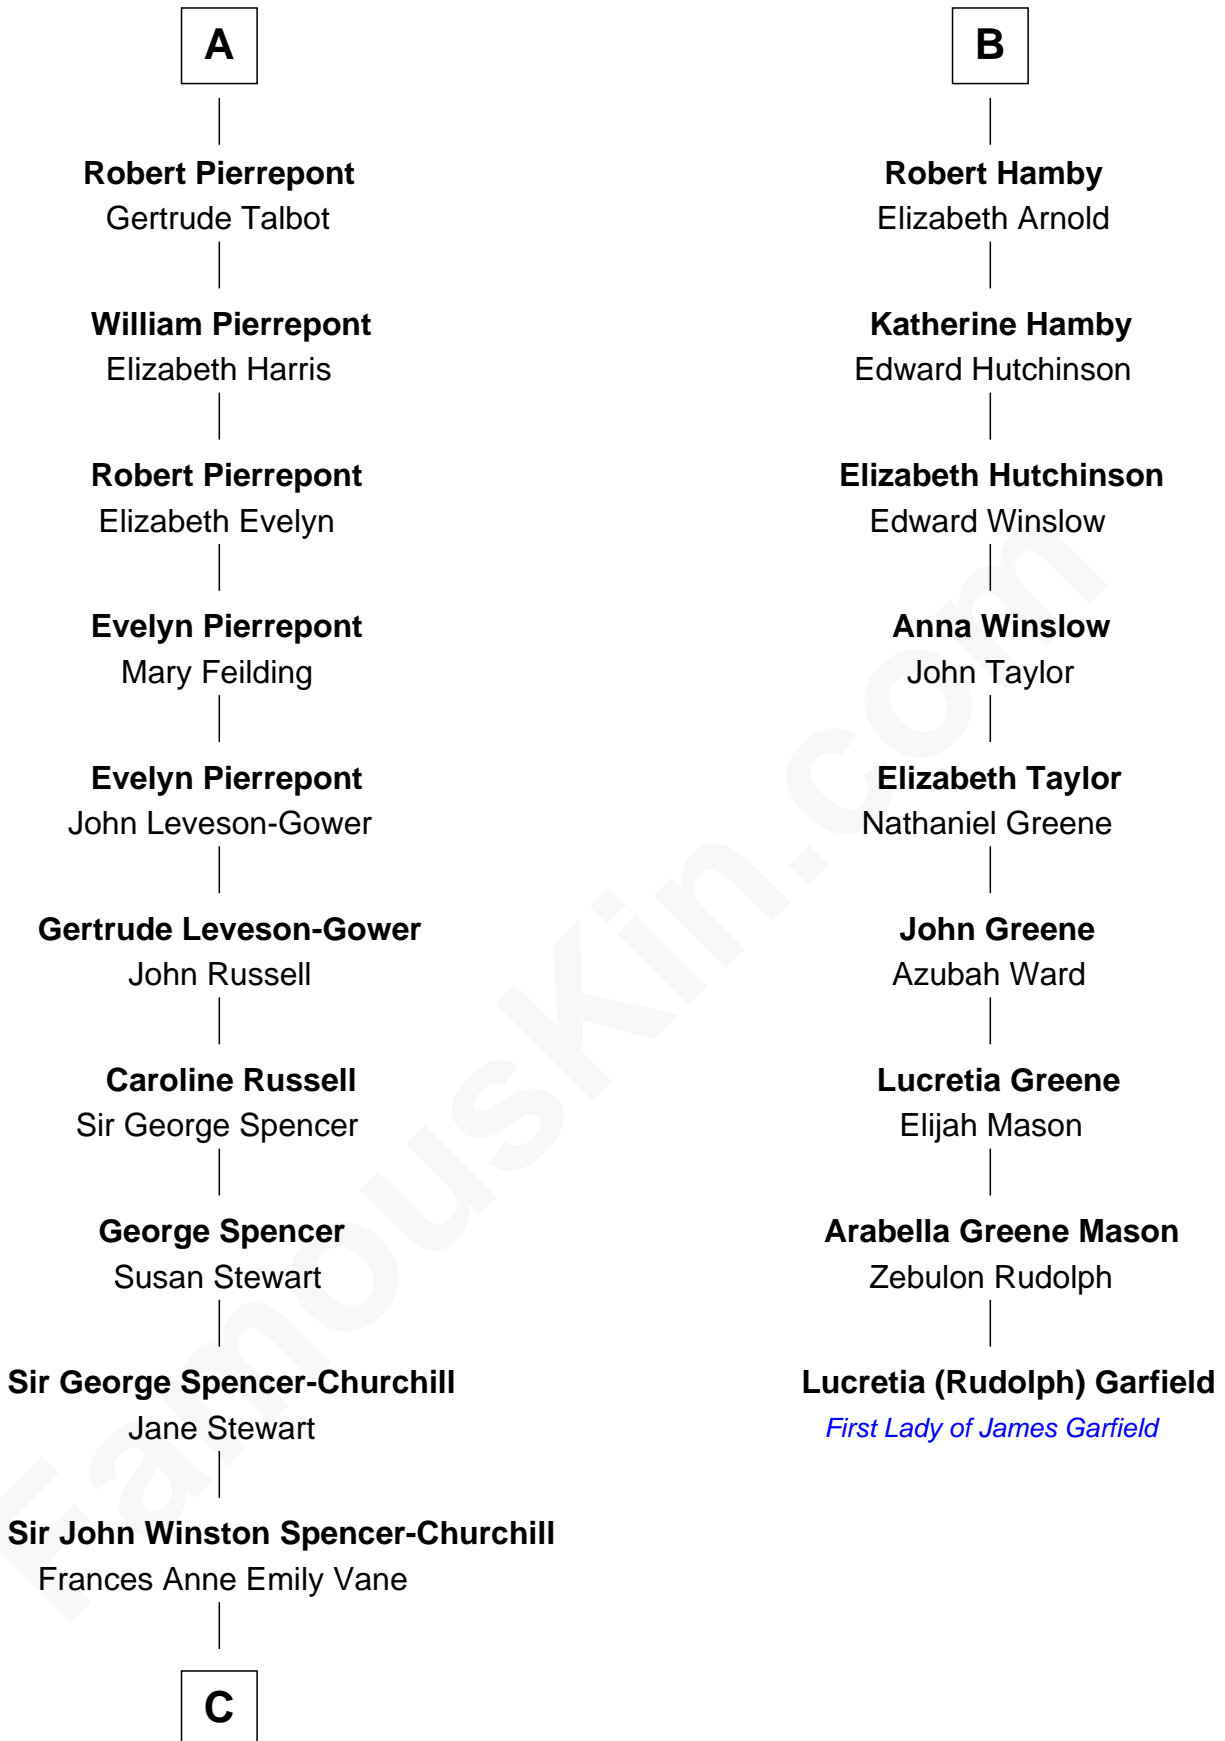 A
Robert Pierrepont
Gertrude Talbot
William Pierrepont
Elizabeth Harris
Robert Pierrepont
Elizabeth Evelyn
Evelyn Pierrepont
Mary Feilding
Evelyn Pierrepont
John Leveson-Gower
Gertrude Leveson-Gower
John Russell
Caroline Russell
Sir George Spencer
George Spencer
Susan Stewart
Sir George Spencer-Churchill
Jane Stewart
Sir John Winston Spencer-Churchill
Frances Anne Emily Vane
C
B
Robert Hamby
Elizabeth Arnold
Katherine Hamby
Edward Hutchinson
Elizabeth Hutchinson
Edward Winslow
Anna Winslow
John Taylor
Elizabeth Taylor
Nathaniel Greene
John Greene
Azubah Ward
Lucretia Greene
Elijah Mason
Arabella Greene Mason
Zebulon Rudolph
Lucretia (Rudolph) Garfield
First Lady of James Garfield
FamousKin.com